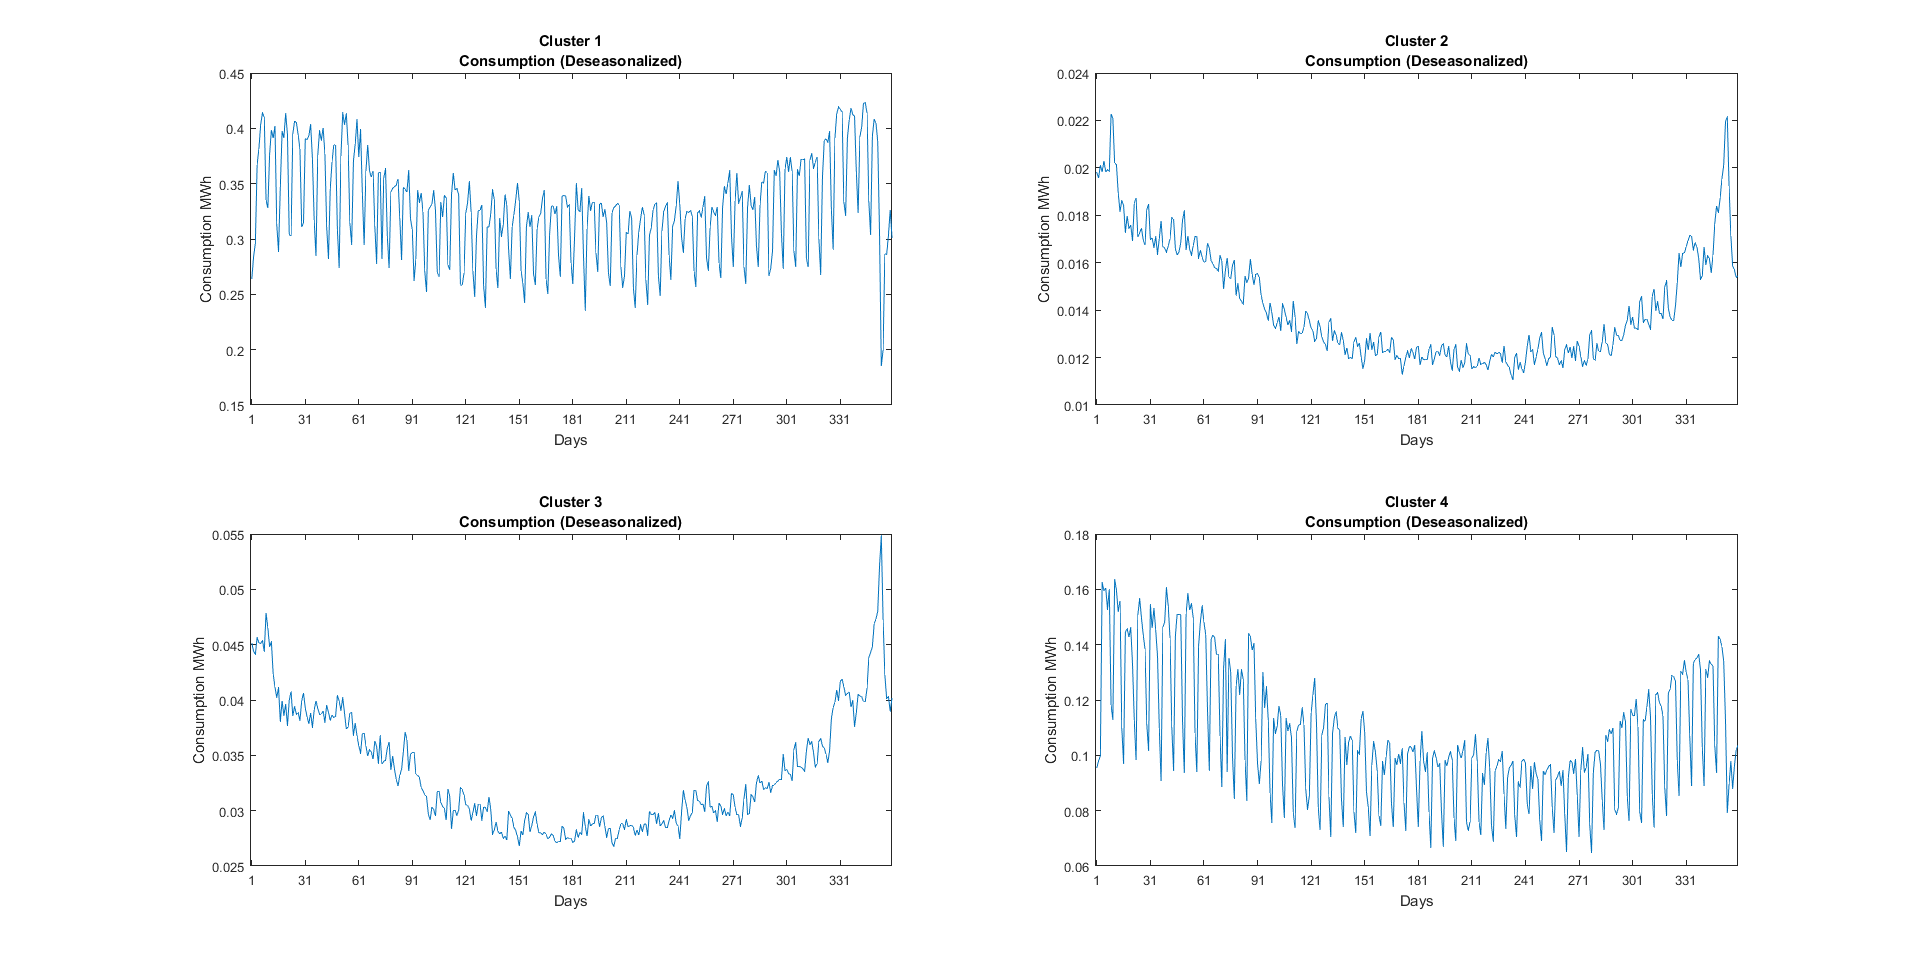 Cluster 1
Consumption (Deseasonalized)
0.45
0.4
0.35
0.3
0.25
0.2
0.15
Consumption MWh
1 31 61 91 121 151 181 211 241 271 301 331
Days
Cluster 2
Consumption (Deseasonalized)
0.024
0.022
0.02
0.018
0.016
0.014
0.012
0.01
Consumption MWh
1 31 61 91 121 151 181 211 241 271 301 331
Days
Cluster 3
Consumption (Deseasonalized)
0.055
0.05
0.045
0.04
0.035
0.03
0.025
Consumption MWh
1 31 61 91 121 151 181 211 241 271 301 331
Days
Cluster 4
Consumption (Deseasonalized)
0.18
0.16
0.14
0.12
0.1
0.08
0.06
Consumption MWh
1 31 61 91 121 151 181 211 241 271 301 331
Days